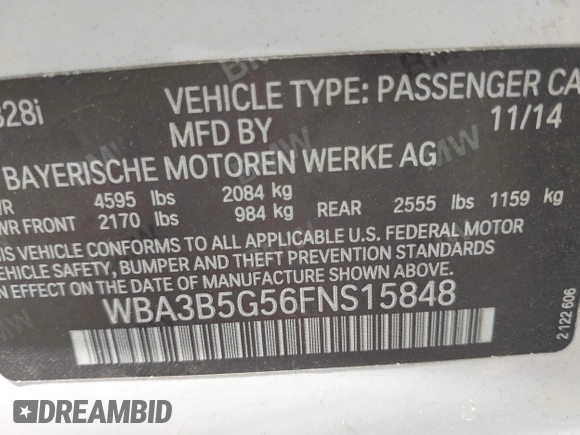 328i
VEHICLE TYPE: PASSENGER CA
MFD BY 11/14
BAYERISCHE MOTOREN WERKE AG
WR 4595 lbs 2084 kg
WR FRONT 2170 lbs 984 kg REAR 2555 lbs 1159 kg
IS VEHICLE CONFORMS TO ALL APPLICABLE U.S. FEDERAL MOTOR
EHICLE SAFETY, BUMPER AND THEFT PREVENTION STANDARDS
N EFFECT ON THE DATE OF MANUFACTURE SHOWN ABOVE.
WBA3B5G56FNS15848
2 122 606
DREAMBID